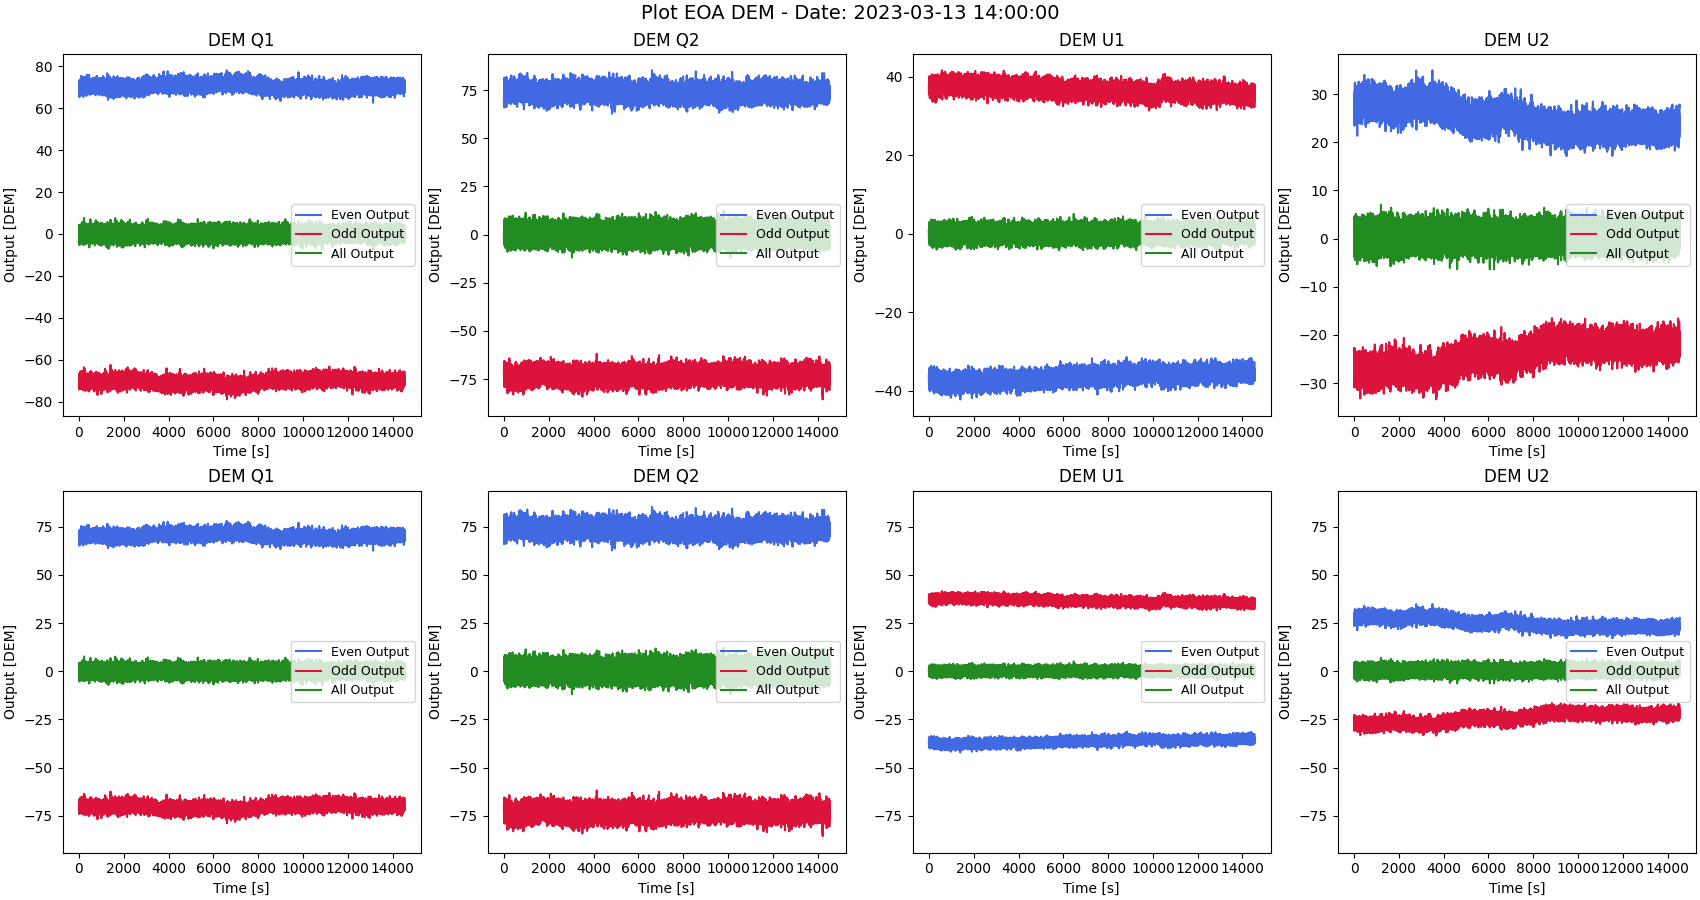 Plot EOA DEM - Date: 2023-03-13 14:00:00
DEM Q1
80
60
40
20
0
−20
−40
−60
−80
Output [DEM]
0 2000 4000 6000 8000 10000 12000 14000
Time [s]
Even Output
Odd Output
All Output
DEM Q2
75
50
25
0
−25
−50
−75
Output [DEM]
0 2000 4000 6000 8000 10000 12000 14000
Time [s]
Even Output
Odd Output
All Output
DEM U1
40
20
0
−20
−40
Output [DEM]
0 2000 4000 6000 8000 10000 12000 14000
Time [s]
Even Output
Odd Output
All Output
DEM U2
30
20
10
0
−10
−20
−30
Output [DEM]
0 2000 4000 6000 8000 10000 12000 14000
Time [s]
Even Output
Odd Output
All Output
DEM Q1
75
50
25
0
−25
−50
−75
Output [DEM]
0 2000 4000 6000 8000 10000 12000 14000
Time [s]
Even Output
Odd Output
All Output
DEM Q2
75
50
25
0
−25
−50
−75
Output [DEM]
0 2000 4000 6000 8000 10000 12000 14000
Time [s]
Even Output
Odd Output
All Output
DEM U1
75
50
25
0
−25
−50
−75
Output [DEM]
0 2000 4000 6000 8000 10000 12000 14000
Time [s]
Even Output
Odd Output
All Output
DEM U2
75
50
25
0
−25
−50
−75
Output [DEM]
0 2000 4000 6000 8000 10000 12000 14000
Time [s]
Even Output
Odd Output
All Output